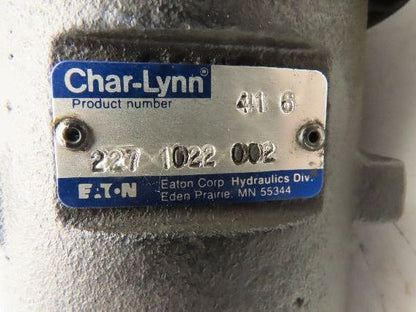 Char-Lynn®
Product number 41 6
227 1022 002
EATON Eaton Corp. Hydraulics Div.
Eden Prairie, MN 55344